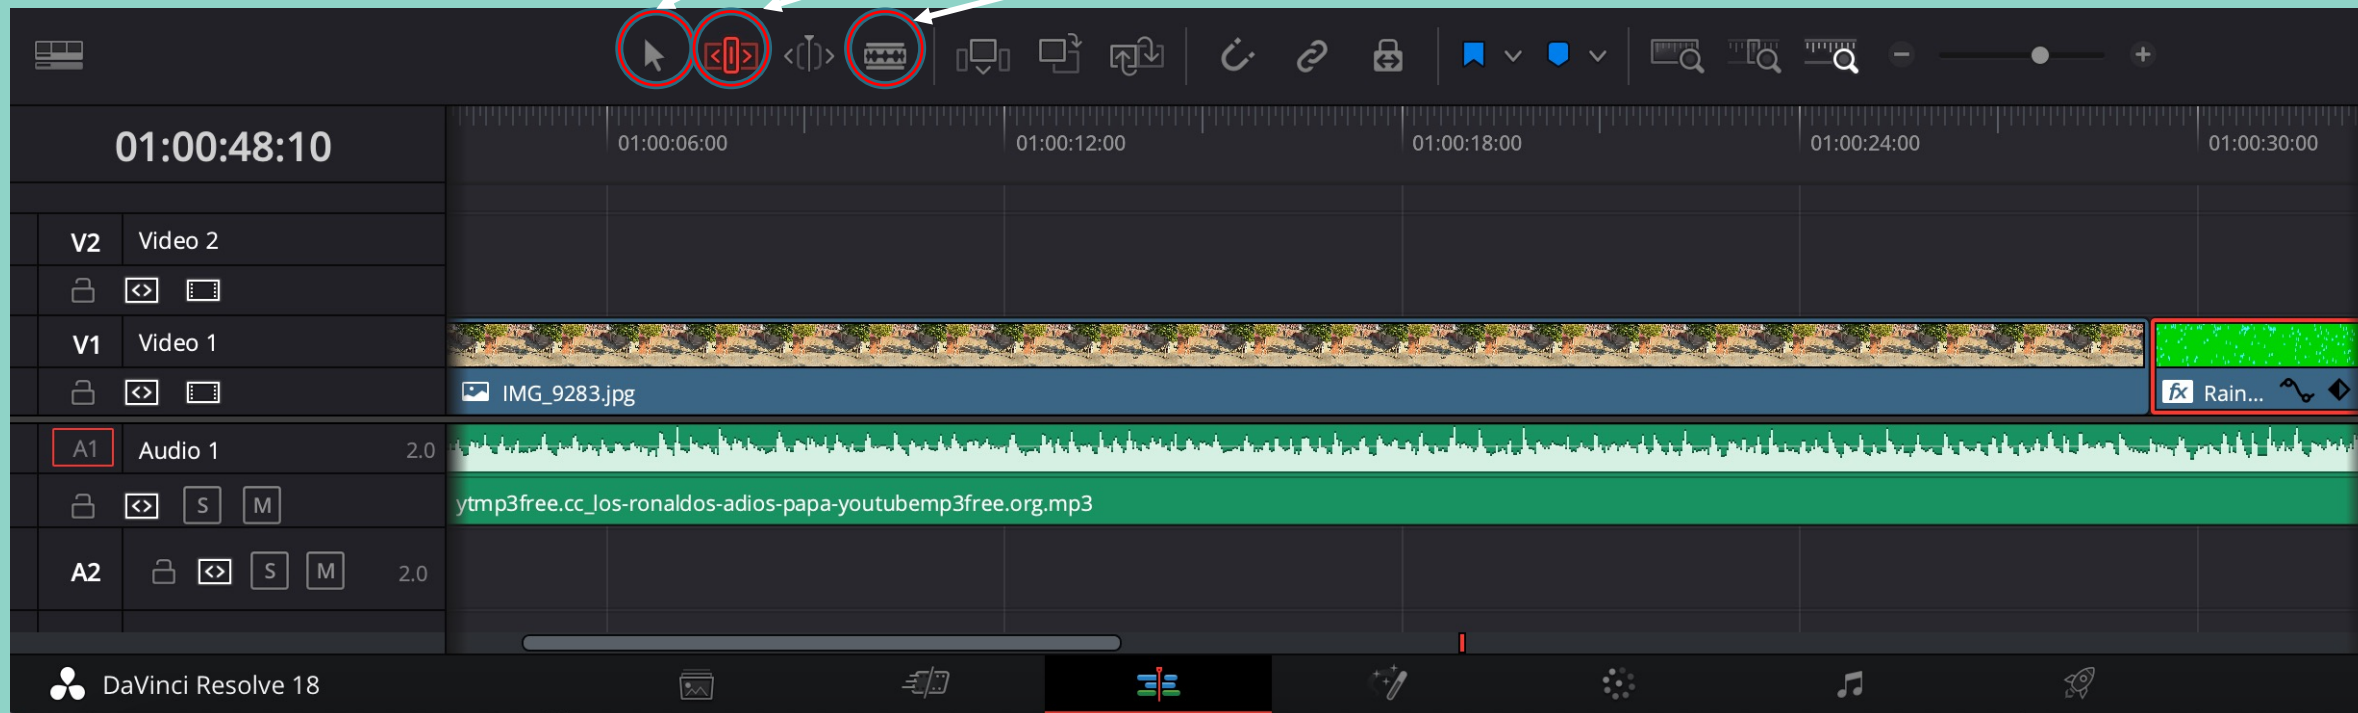 01:00:48:10
01:00:06:00
01:00:12:00
01:00:18:00
01:00:24:00
01:00:30:00
V2 Video 2
V1 Video 1
IMG_9283.jpg
fx Rain...
A1 Audio 1 2.0
S M
ytmp3free.cc_los-ronaldos-adios-papa-youtubemp3free.org.mp3
A2 S M 2.0
DaVinci Resolve 18